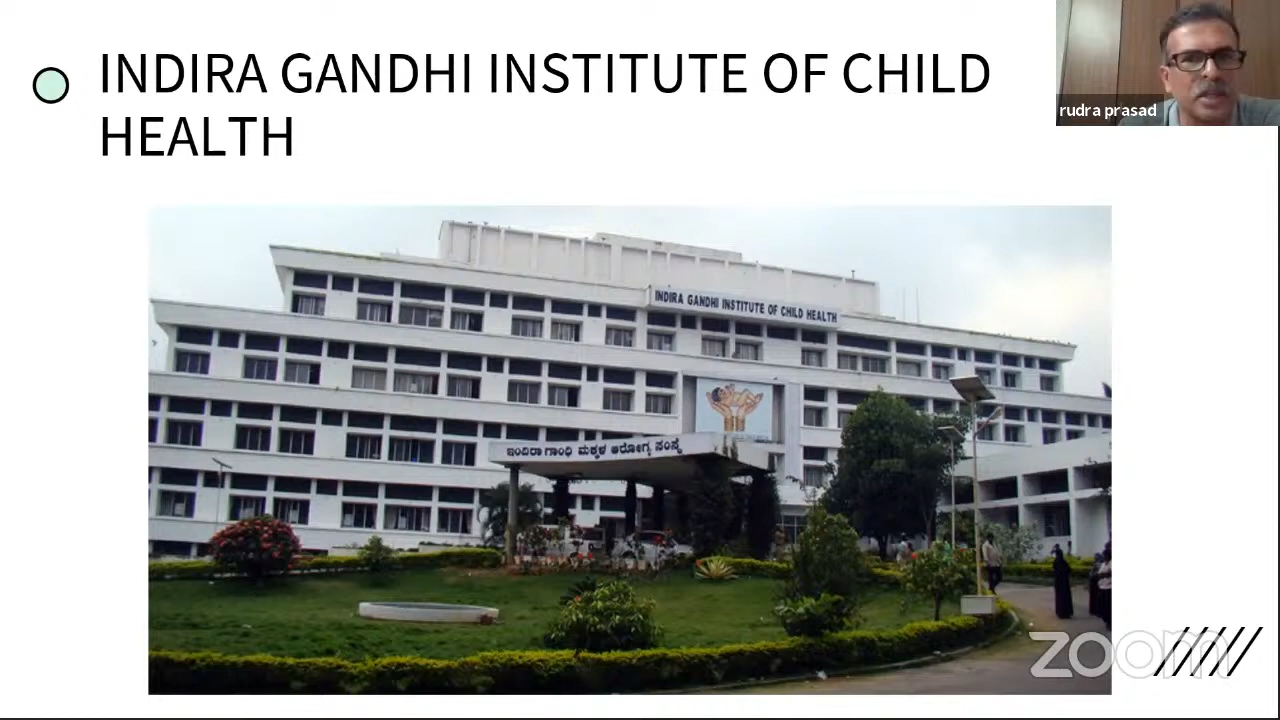 INDIRA GANDHI INSTITUTE OF CHILD
HEALTH
rudra prasad
INDIRA GANDHI INSTITUTE OF CHILD HEALTH
ಇಂದಿರಾ ಗಾಂಧಿ ಮಕ್ಕಳ ಆರೋಗ್ಯ ಸಂಸ್ಥೆ
zoom